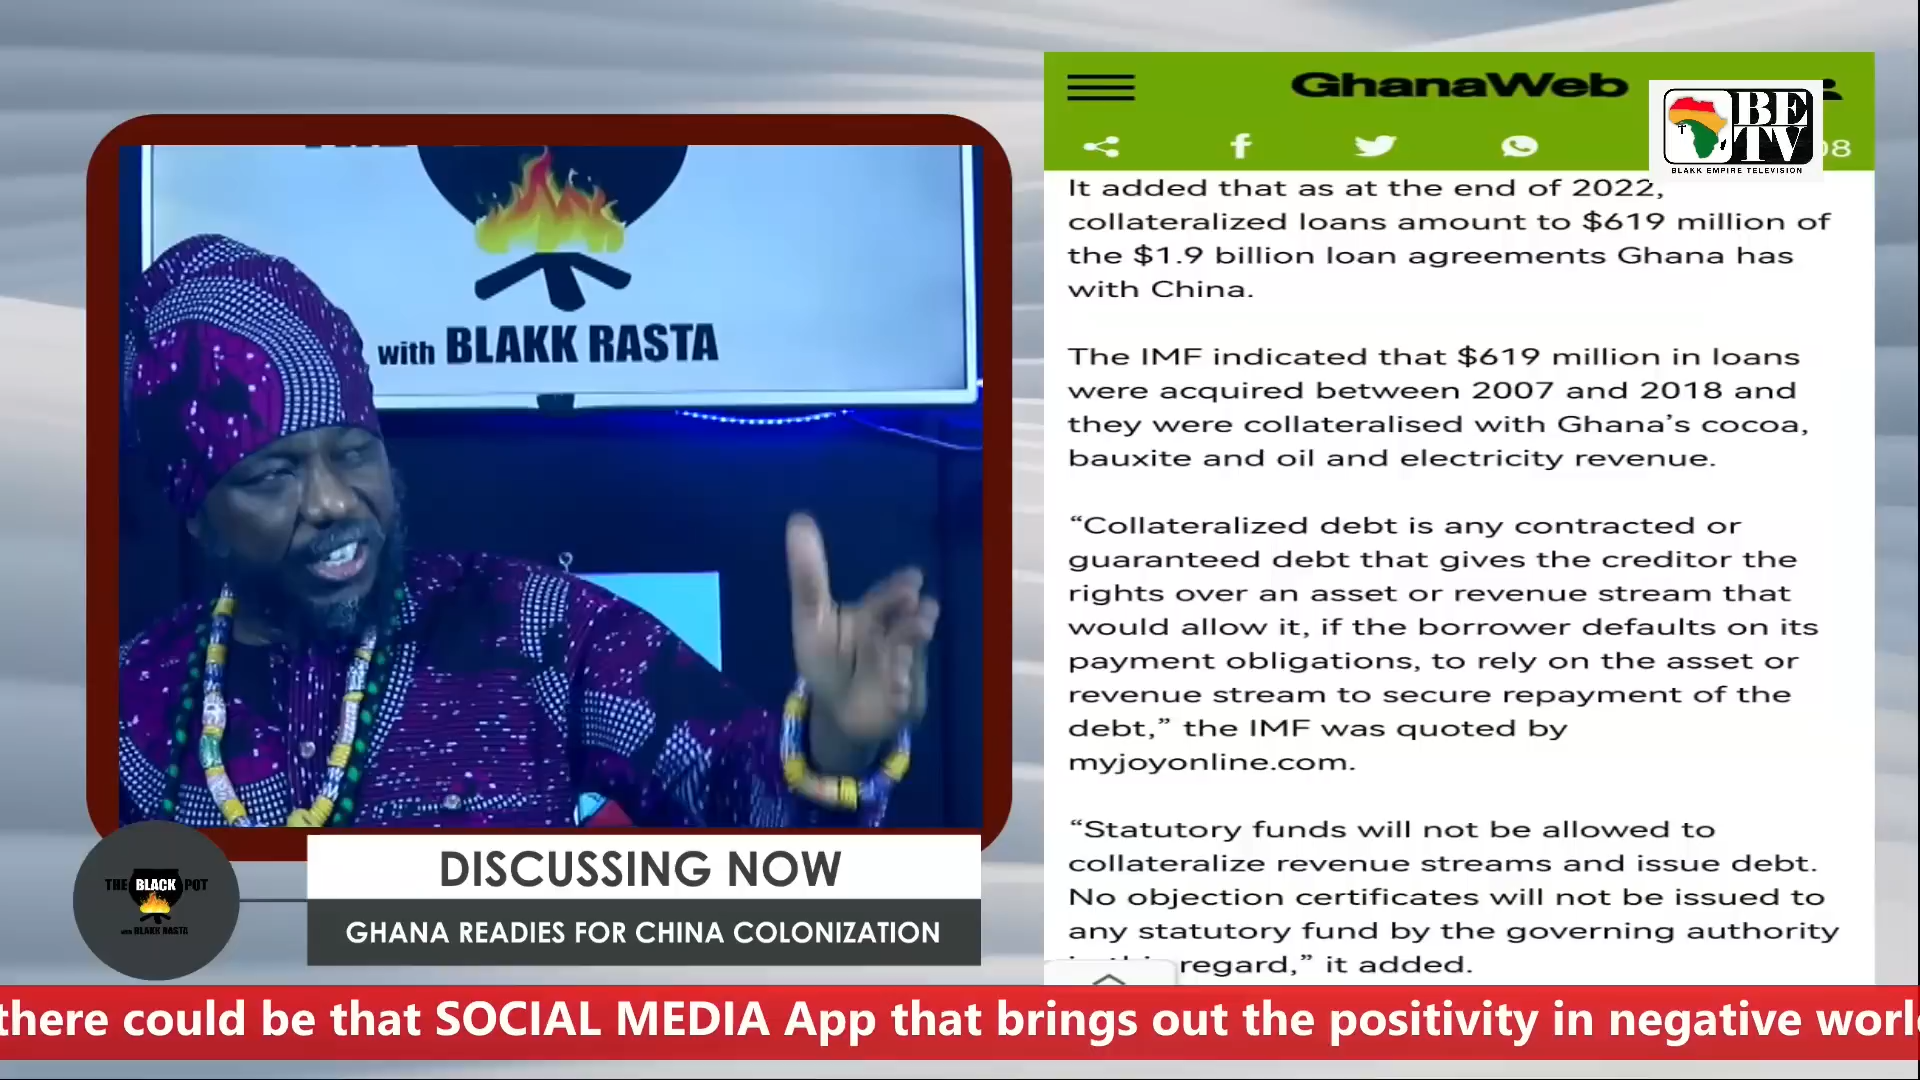 with BLAKK RASTA
THE BLACK POT
with BLAKK RASTA
DISCUSSING NOW
GHANA READIES FOR CHINA COLONIZATION
GhanaWeb
BE
TV
BLAKK EMPIRE TELEVISION
08
It added that as at the end of 2022,
collateralized loans amount to $619 million of
the $1.9 billion loan agreements Ghana has
with China.
The IMF indicated that $619 million in loans
were acquired between 2007 and 2018 and
they were collateralised with Ghana’s cocoa,
bauxite and oil and electricity revenue.
“Collateralized debt is any contracted or
guaranteed debt that gives the creditor the
rights over an asset or revenue stream that
would allow it, if the borrower defaults on its
payment obligations, to rely on the asset or
revenue stream to secure repayment of the
debt,” the IMF was quoted by
myjoyonline.com.
“Statutory funds will not be allowed to
collateralize revenue streams and issue debt.
No objection certificates will not be issued to
any statutory fund by the governing authority
regard,” it added.
there could be that SOCIAL MEDIA App that brings out the positivity in negative